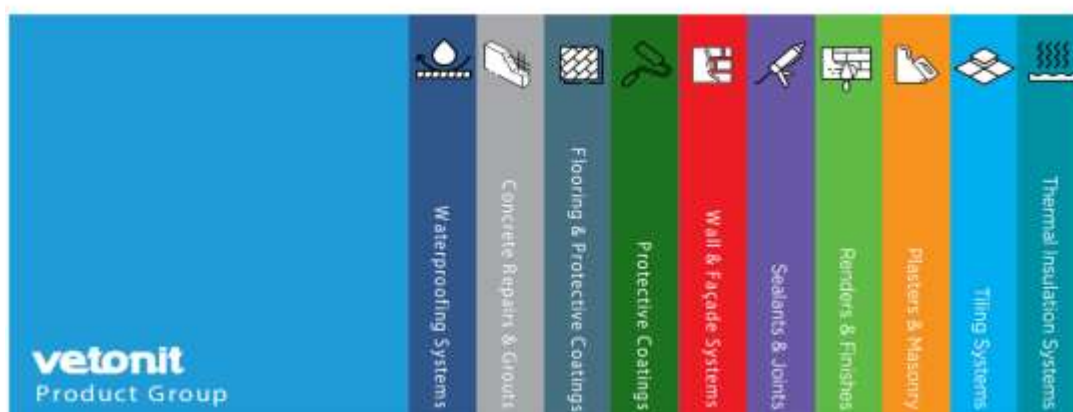 vetonit
Product Group
Waterproofing Systems
Concrete Repairs & Grouts
Flooring & Protective Coatings
Protective Coatings
Wall & Façade Systems
Sealants & Joints
Renders & Finishes
Plasters & Masonry
Tiling Systems
Thermal Insulation Systems